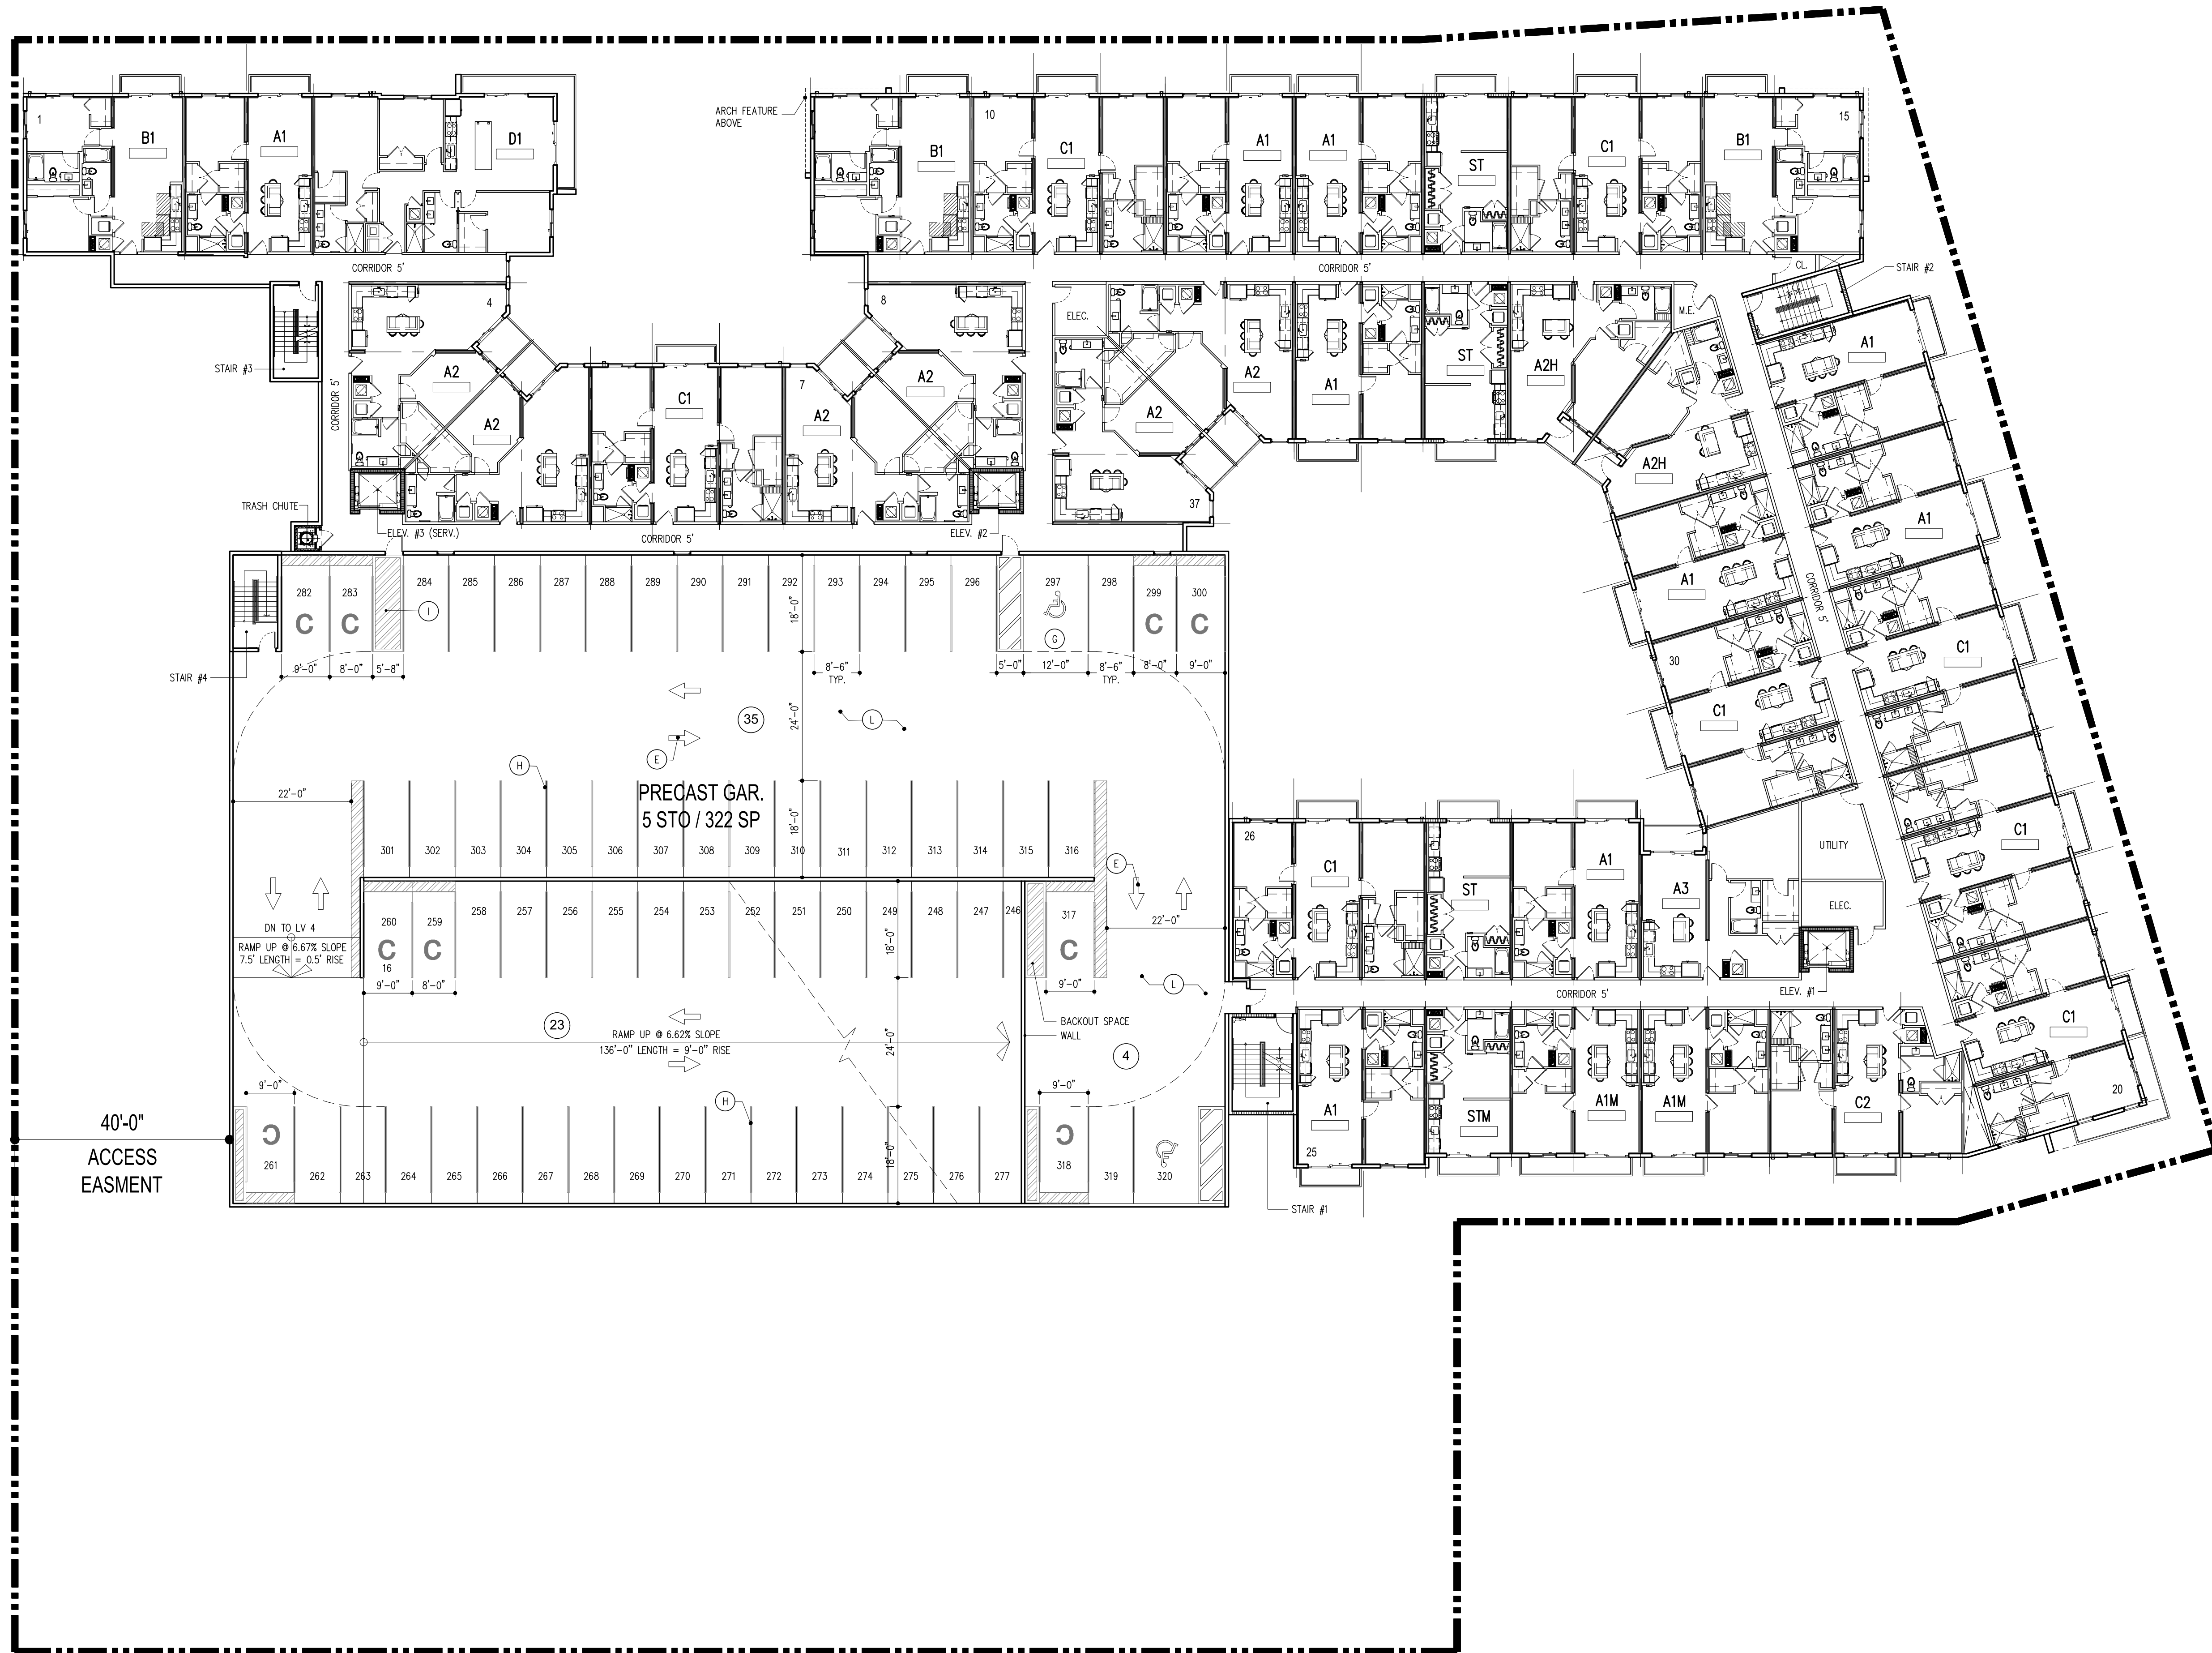 1
B1
A1
D1
ARCH FEATURE
ABOVE
B1
10
C1
A1
A1
ST
C1
B1
15
CORRIDOR 5'
CORRIDOR 5'
CL.
STAIR #2
4
8
ELEC.
M.E.
STAIR #3
CORRIDOR 5'
A2
A2
C1
7
A2
A2
A2
A2
A1
ST
A2H
A1
A2H
37
TRASH CHUTE
ELEV. #3 (SERV.)
CORRIDOR 5'
ELEV. #2
A1
A1
CORRIDOR 5'
30
C1
C1
282
283
284
285
286
287
288
289
290
291
292
293
294
295
296
297
298
299
300
C
C
I
18'-0"
G
C
C
9'-0"
8'-0"
5'-8"
8'-6"
TYP.
5'-0"
12'-0"
8'-6"
TYP.
8'-0"
9'-0"
STAIR #4
35
24'-0"
L
E
H
22'-0"
PRECAST GAR.
5 STO / 322 SP
18'-0"
301
302
303
304
305
306
307
308
309
310
311
312
313
314
315
316
E
22'-0"
260
259
258
257
256
255
254
253
252
251
250
249
248
247
246
317
C
C
16
C
18'-0"
DN TO LV 4
RAMP UP @ 6.67% SLOPE
7.5' LENGTH = 0.5' RISE
9'-0"
8'-0"
9'-0"
L
23
RAMP UP @ 6.62% SLOPE
136'-0" LENGTH = 9'-0" RISE
24'-0"
BACKOUT SPACE
WALL
4
9'-0"
9'-0"
H
C
C
261
262
263
264
265
266
267
268
269
270
271
272
273
274
275
276
277
318
319
320
18'-0"
40'-0"
ACCESS
EASMENT
26
C1
ST
A1
A3
UTILITY
ELEC.
C1
CORRIDOR 5'
ELEV. #1
A1
25
STM
A1M
A1M
C2
C1
20
STAIR #1